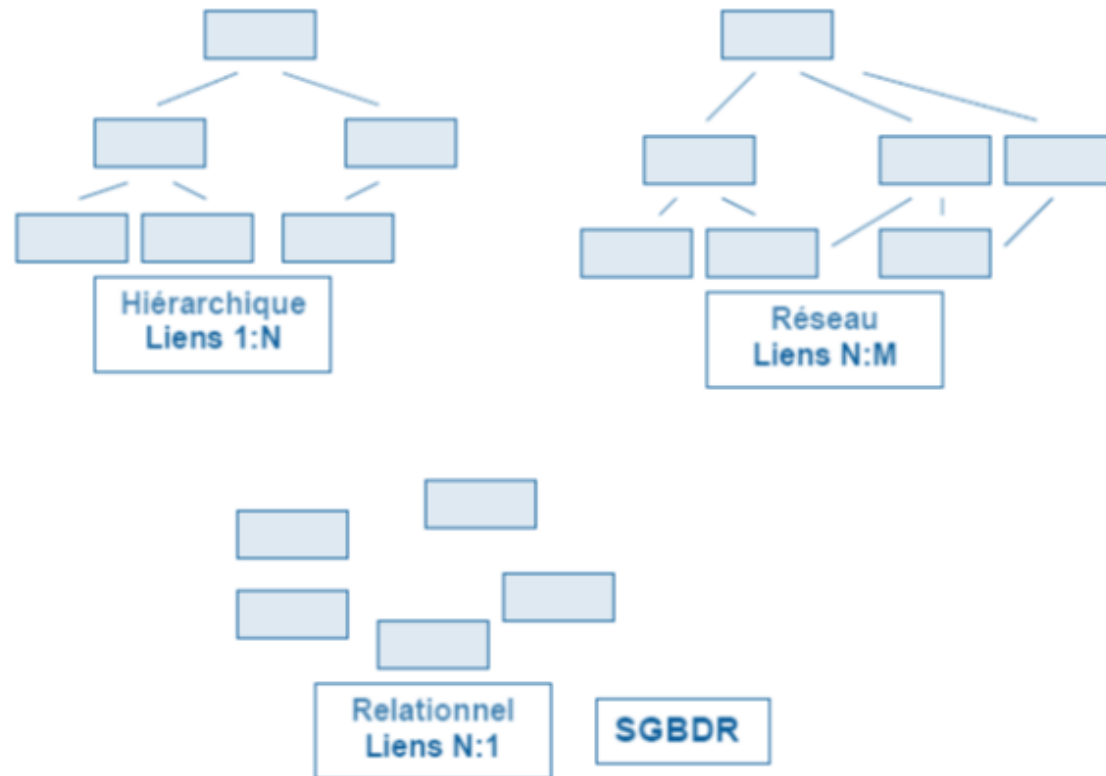 Hiérarchique
Liens 1:N
Réseau
Liens N:M
Relationnel
Liens N:1
SGBDR